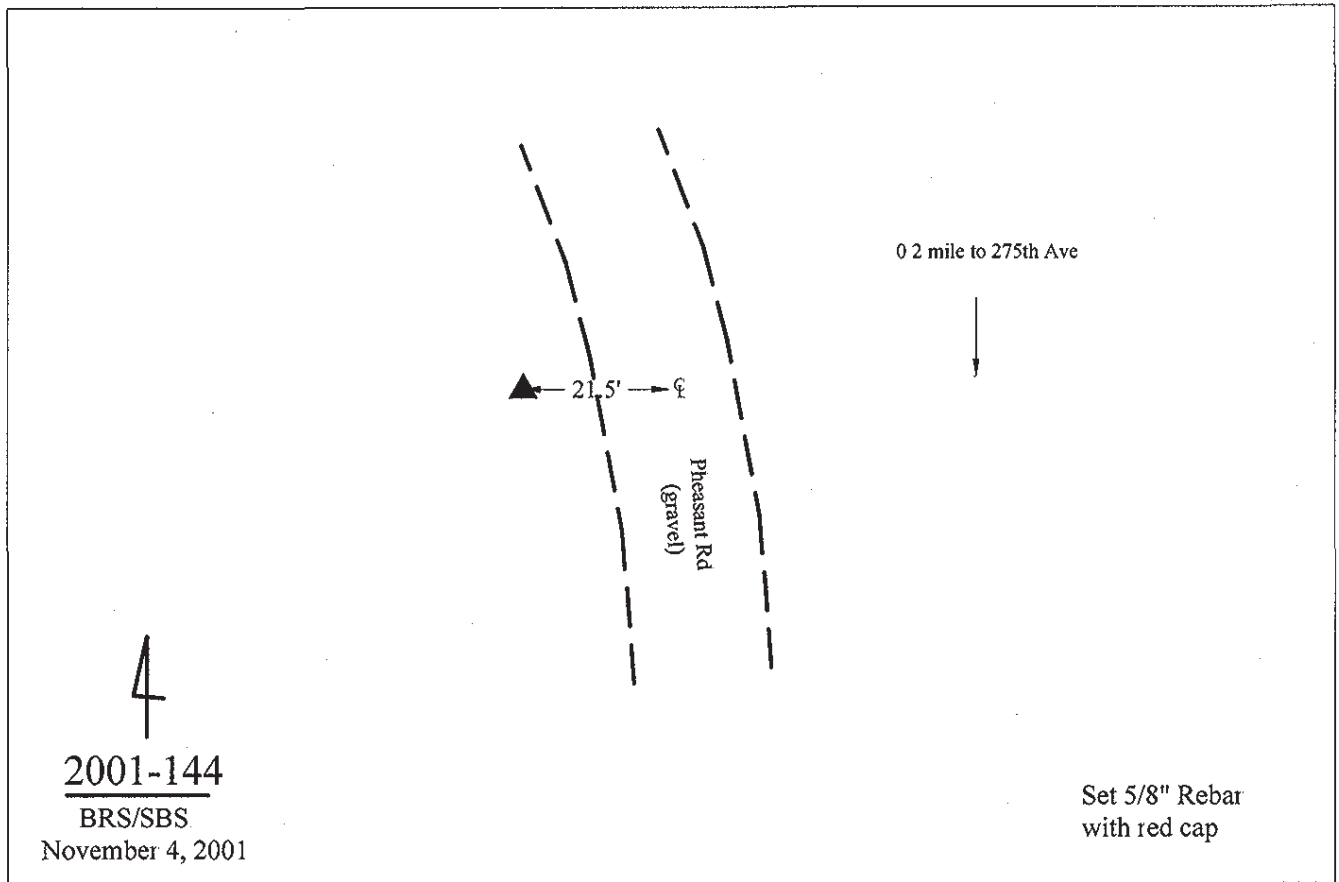 0 2 mile to 275th Ave
21.5'
℄
Pheasant Rd
(gravel)
2001-144
BRS/SBS
November 4, 2001
Set 5/8" Rebar
with red cap